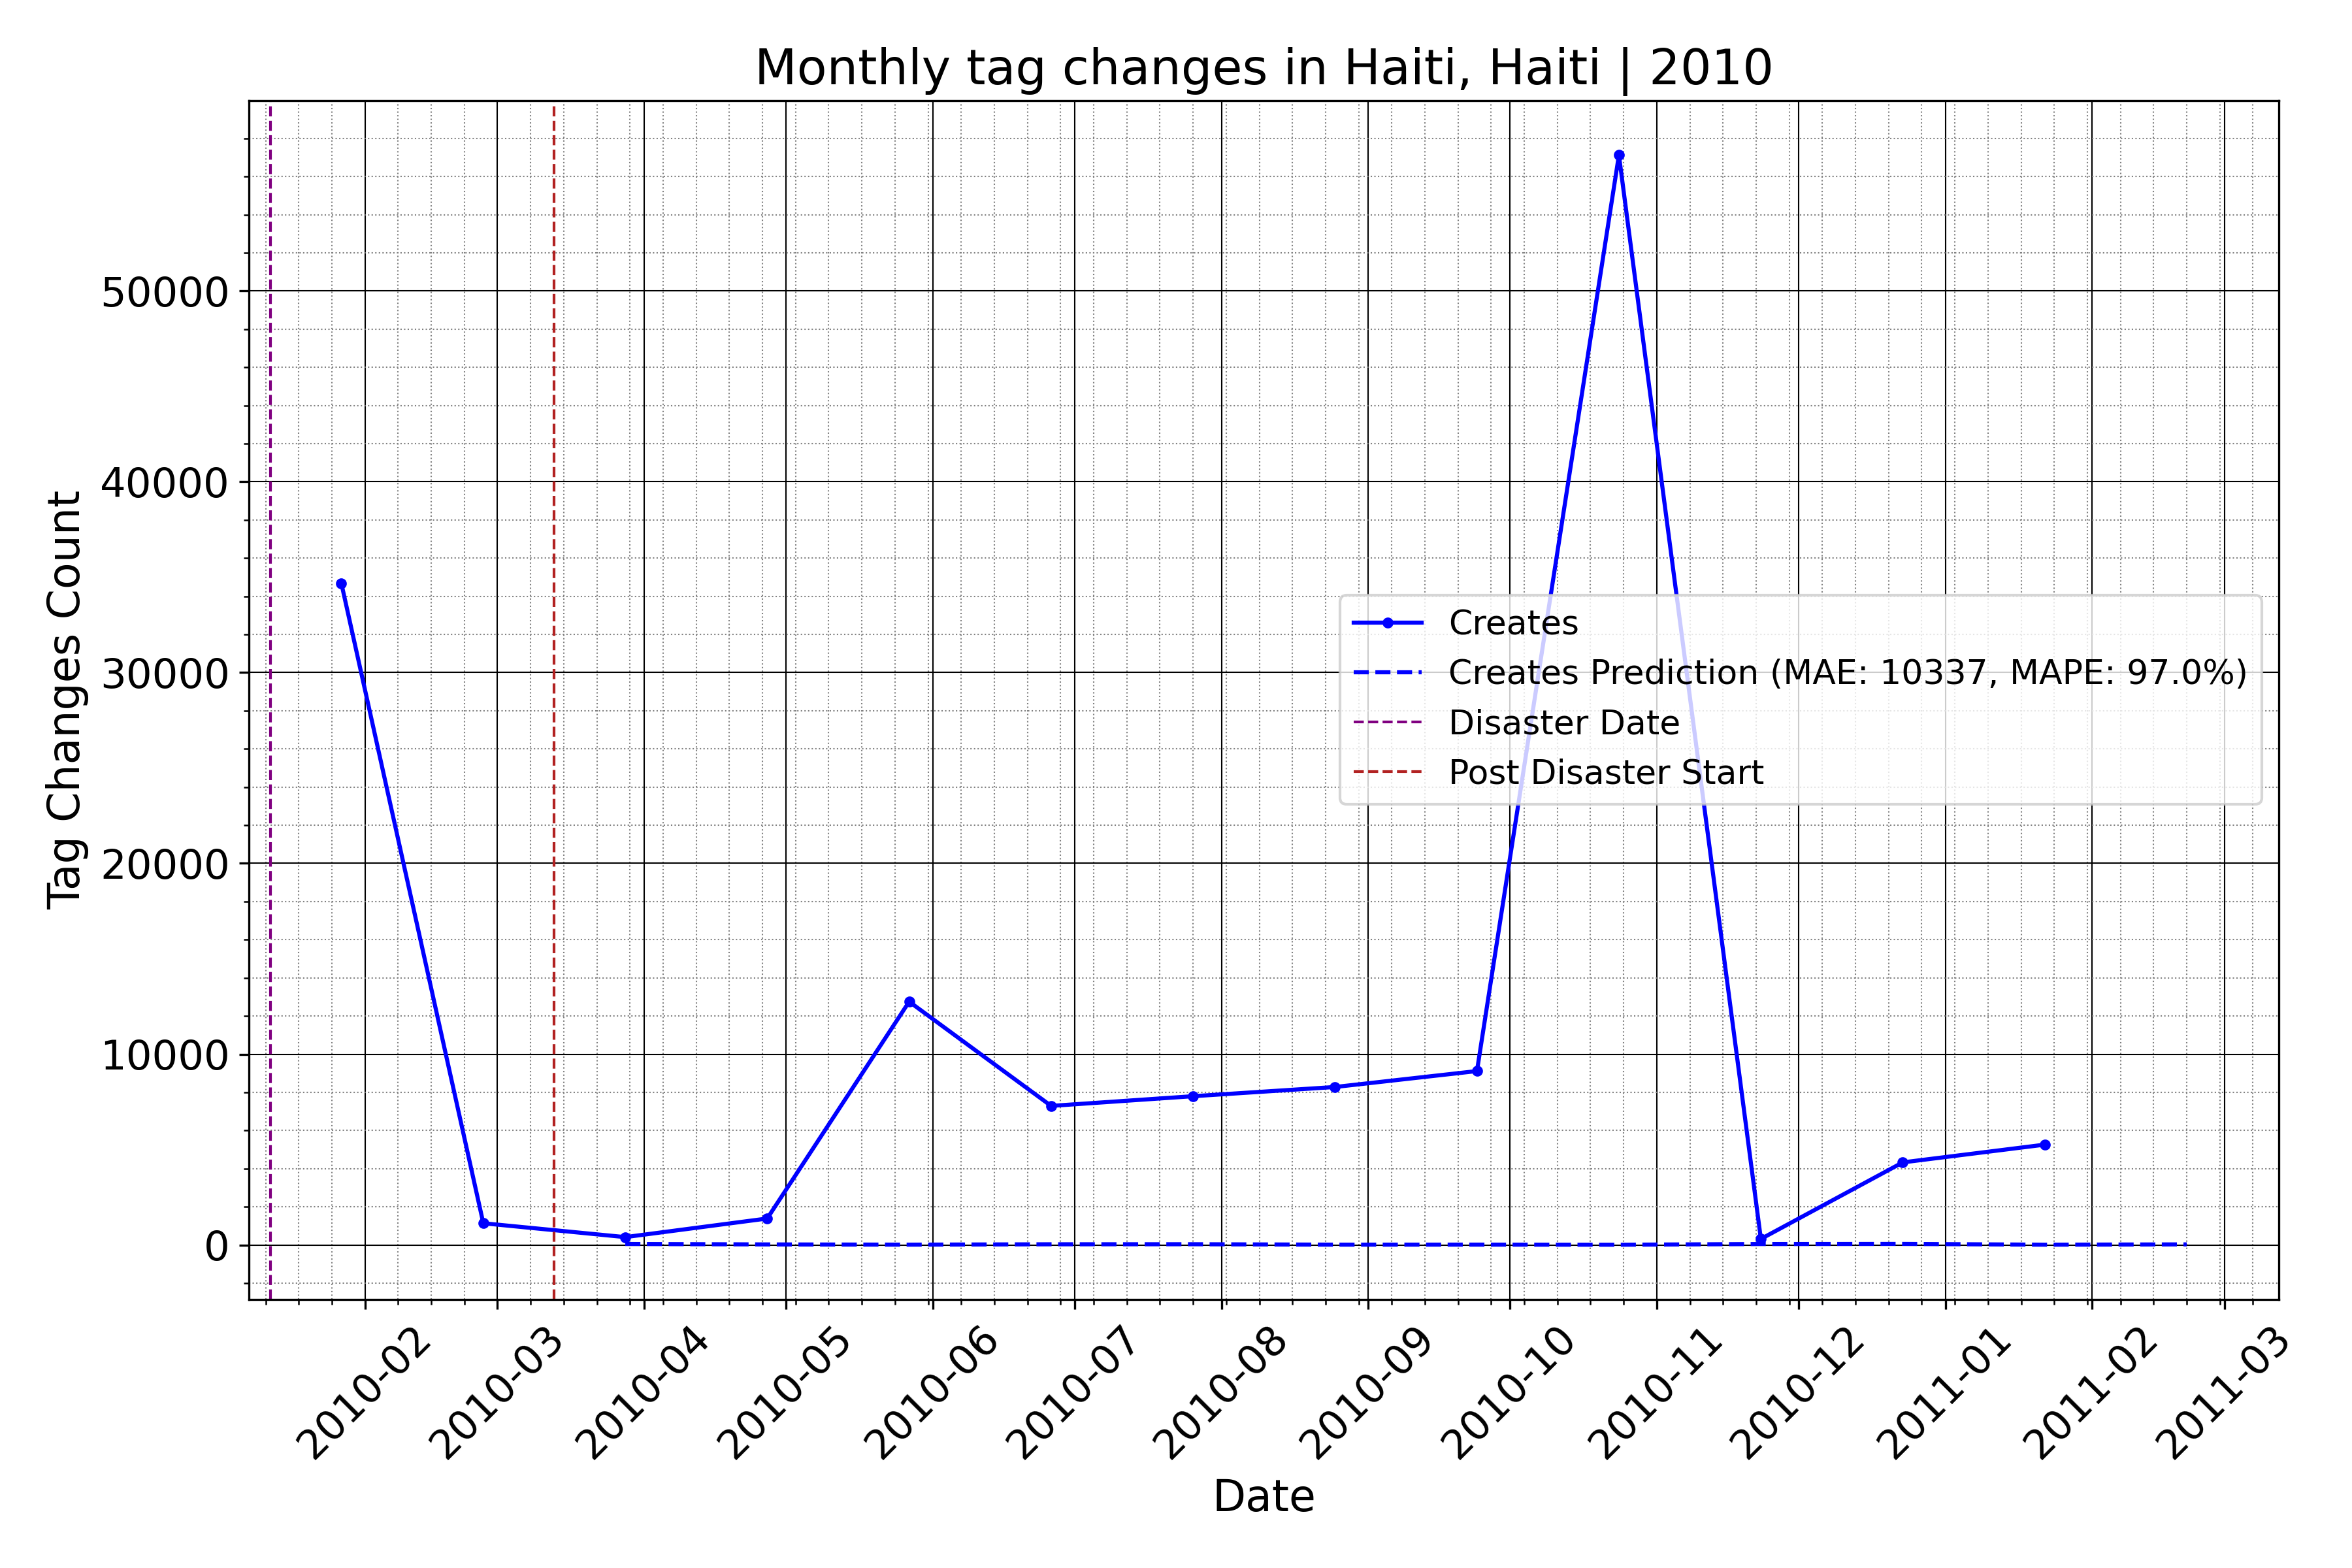 Monthly tag changes in Haiti, Haiti | 2010
Tag Changes Count
50000
40000
30000
20000
10000
0
Creates
Creates Prediction (MAE: 10337, MAPE: 97.0%)
Disaster Date
Post Disaster Start
2010-02
2010-03
2010-04
2010-05
2010-06
2010-07
2010-08
2010-09
2010-10
2010-11
2010-12
2011-01
2011-02
2011-03
Date